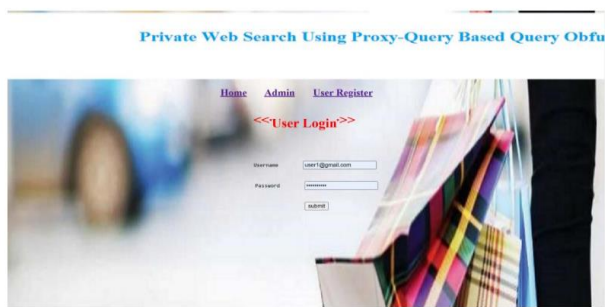 Private Web Search Using Proxy-Query Based Query Obfu
Home Admin User Register
<<User Login>>
Username user1@gmail.com
Password ••••••••••
submit